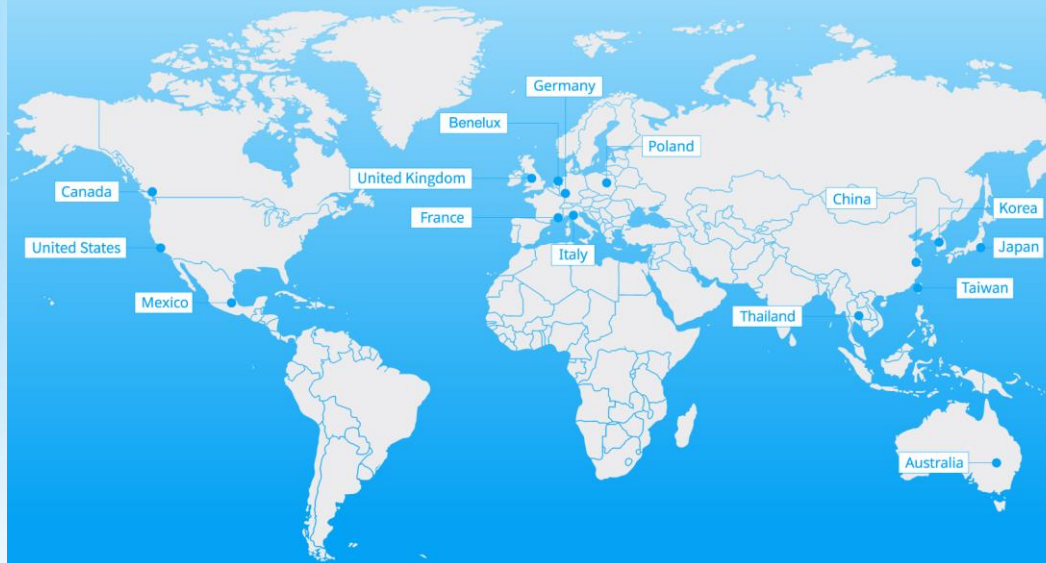 Germany
Benelux
Poland
United Kingdom
Canada
China
Korea
France
United States
Italy
Japan
Mexico
Taiwan
Thailand
Australia